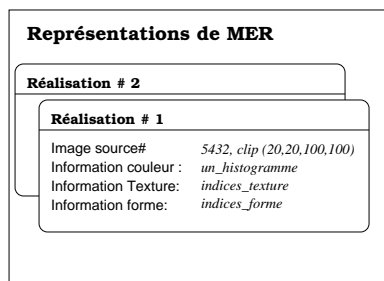 Représentations de MER
Réalisation # 2
Réalisation # 1
Image source# 5432, clip (20,20,100,100)
Information couleur : un_histogramme
Information Texture: indices_texture
Information forme: indices_forme